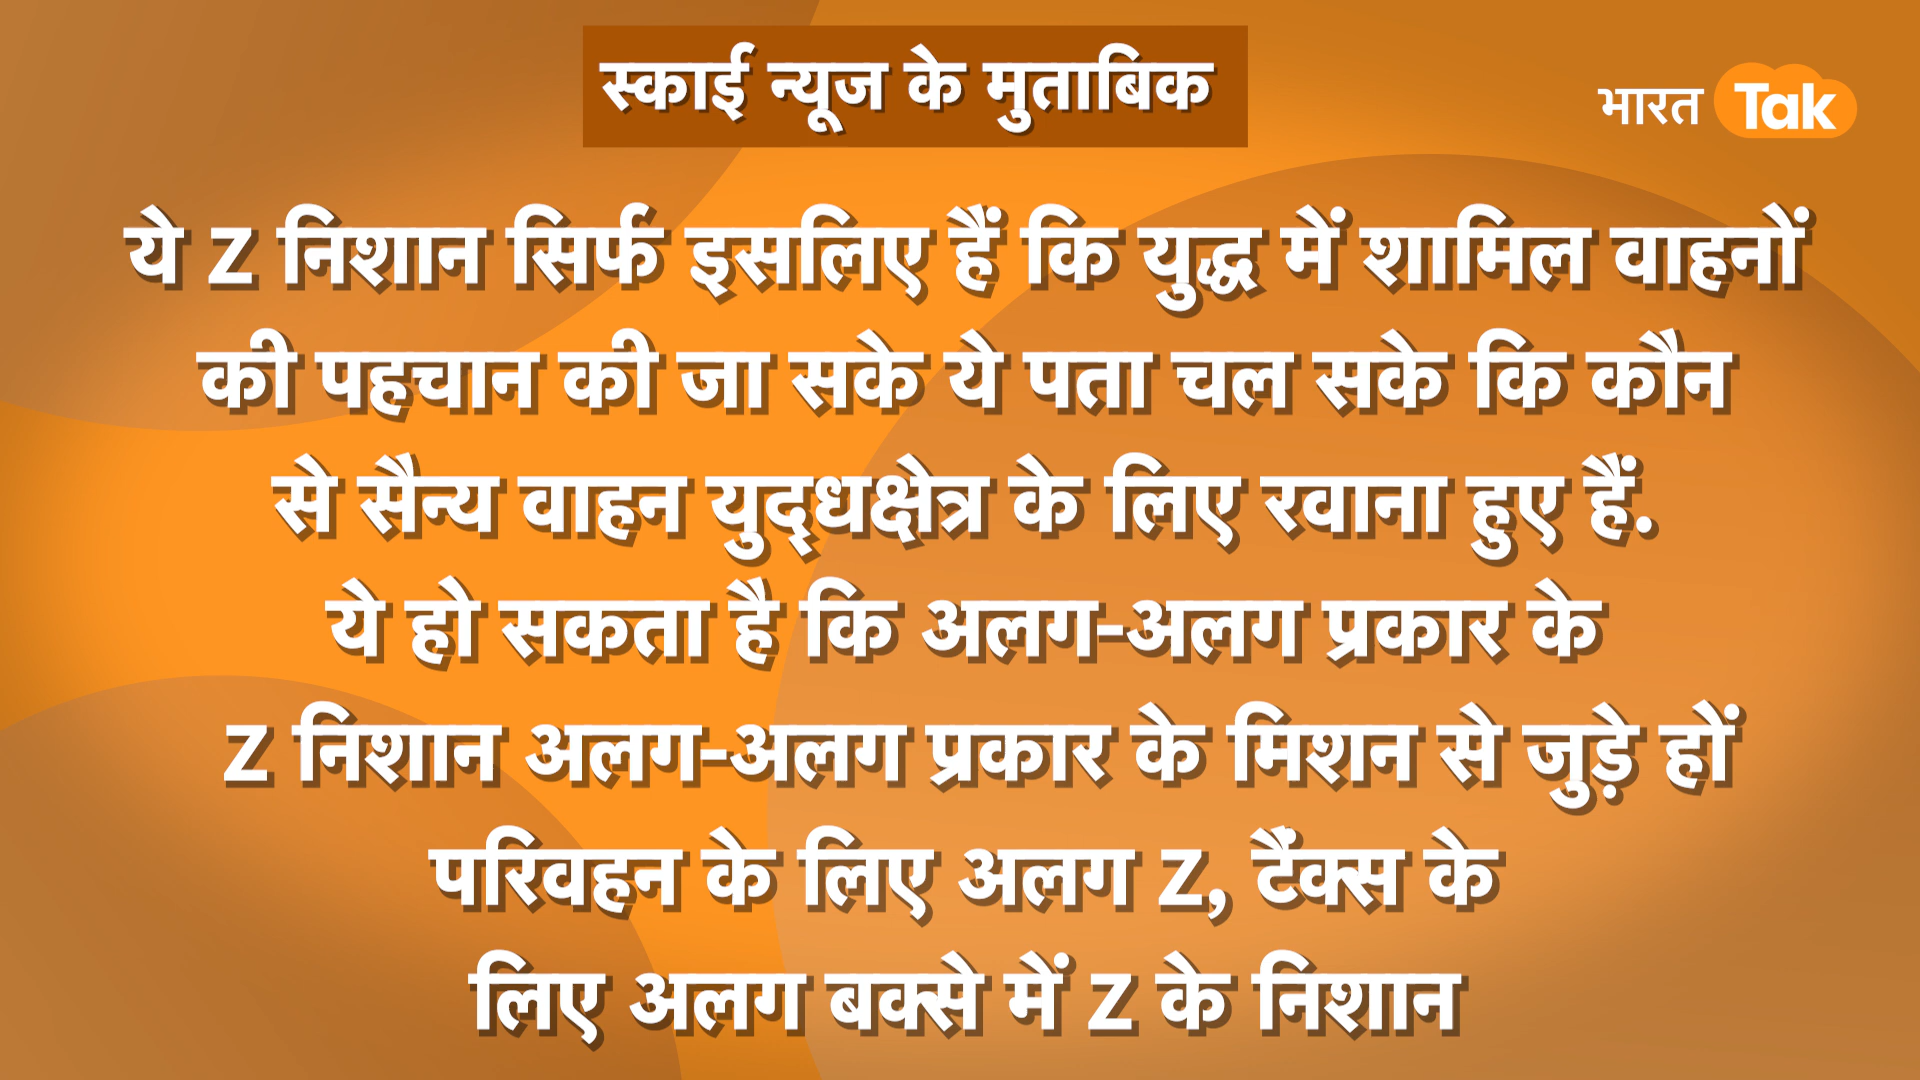 स्काई न्यूज के मुताबिक
भारत Tak
ये Z निशान सिर्फ इसलिए हैं कि युद्ध में शामिल वाहनों
की पहचान की जा सके ये पता चल सके कि कौन
से सैन्य वाहन युद्धक्षेत्र के लिए रवाना हुए हैं.
ये हो सकता है कि अलग-अलग प्रकार के
Z निशान अलग-अलग प्रकार के मिशन से जुड़े हों
परिवहन के लिए अलग Z, टैंक्स के
लिए अलग बक्से में Z के निशान